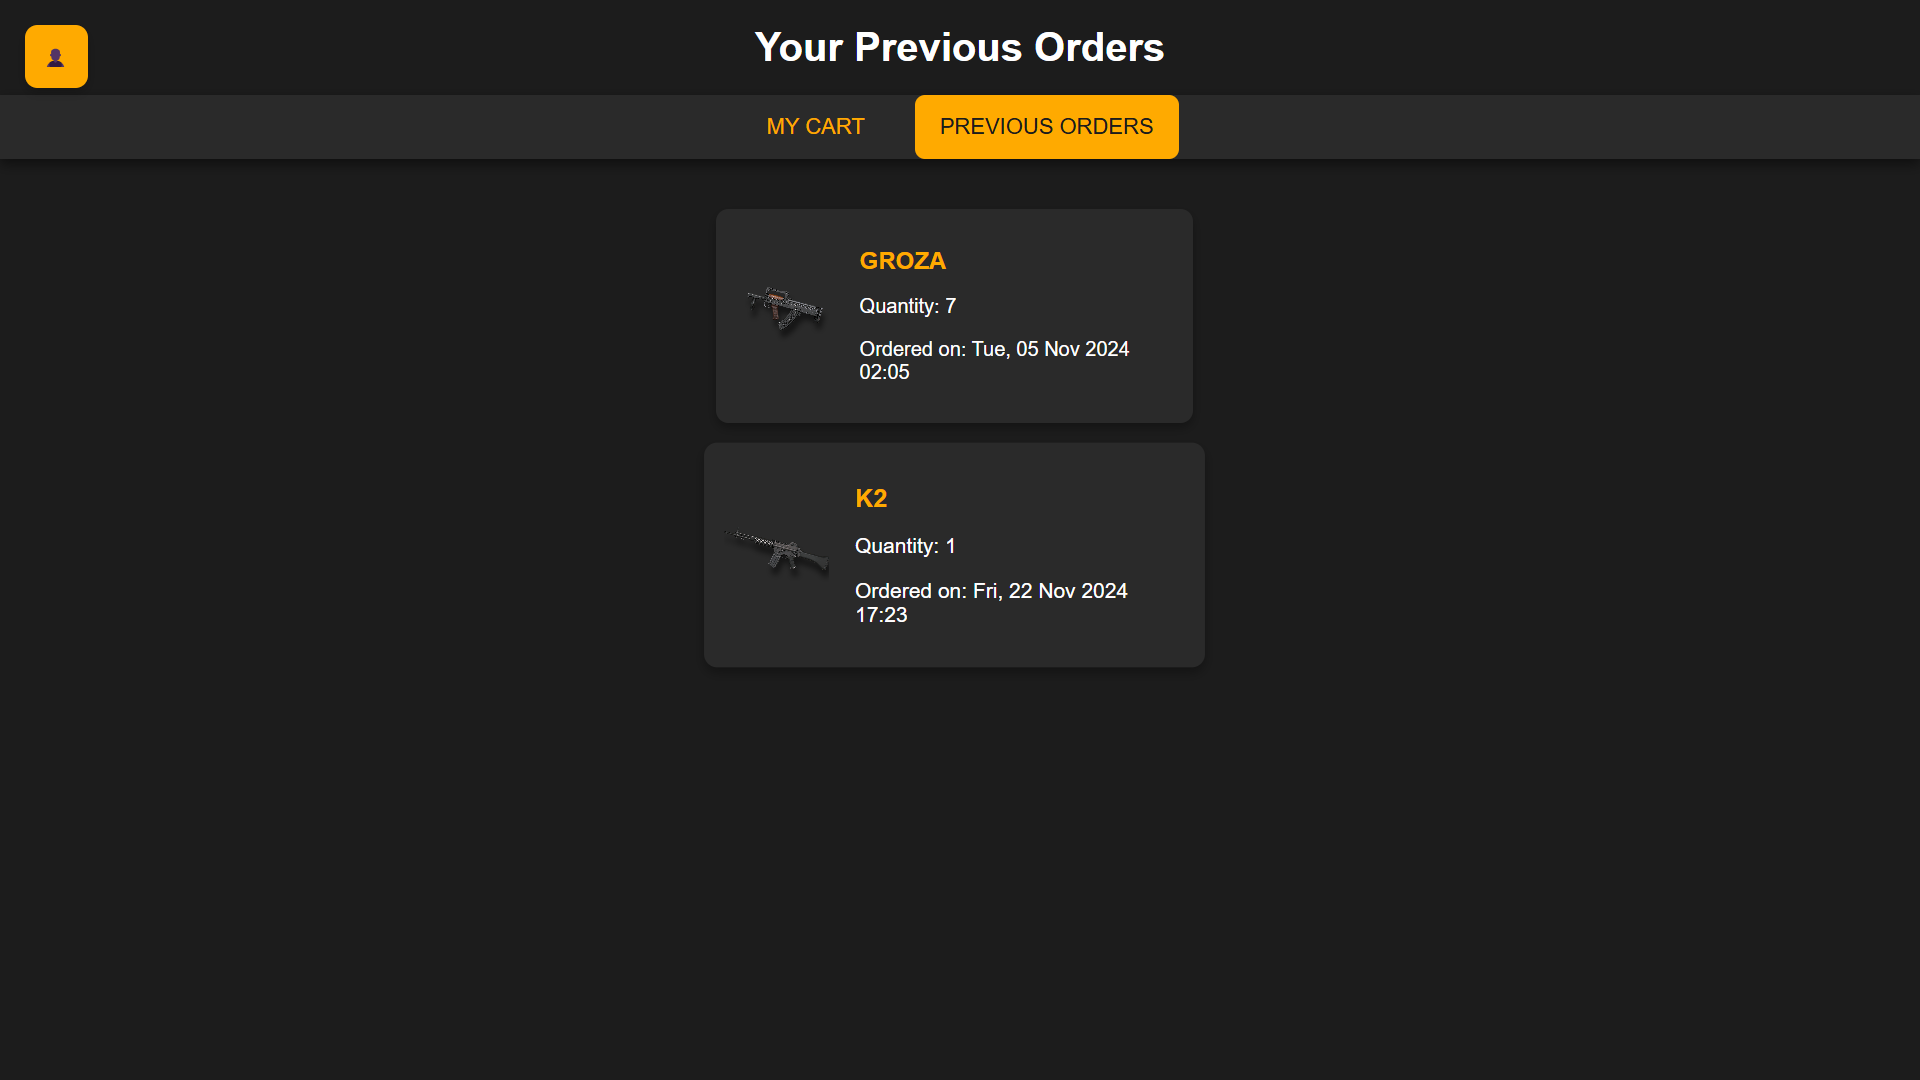 Your Previous Orders
MY CART
PREVIOUS ORDERS
GROZA
Quantity: 7
Ordered on: Tue, 05 Nov 2024
02:05
K2
Quantity: 1
Ordered on: Fri, 22 Nov 2024
17:23